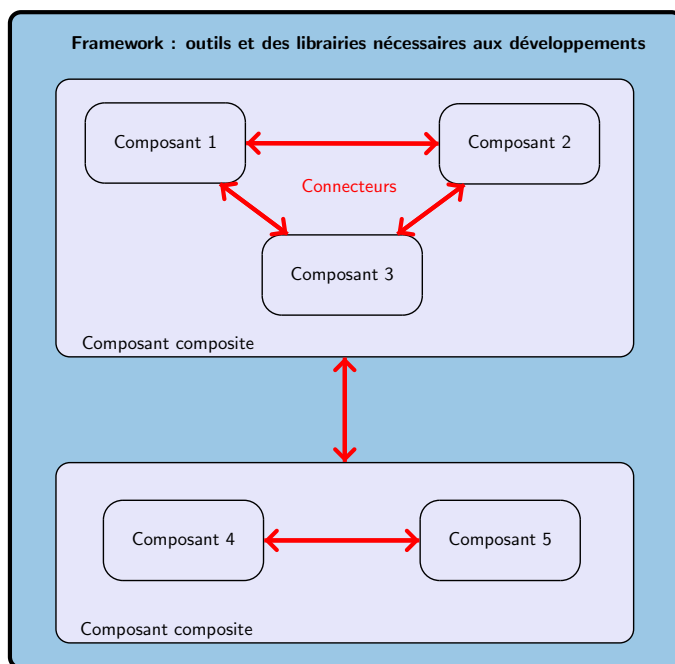 Framework : outils et des librairies nécessaires aux développements
Composant 1
Composant 2
Connecteurs
Composant 3
Composant composite
Composant 4
Composant 5
Composant composite